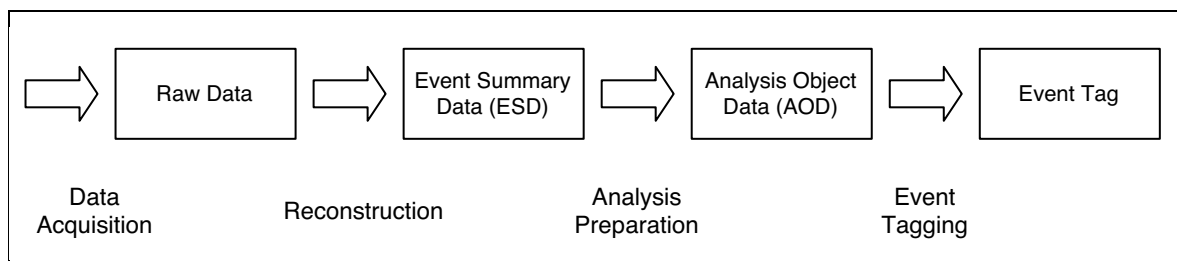 Raw Data
Event Summary
Data (ESD)
Analysis Object
Data (AOD)
Event Tag
Data
Acquisition
Reconstruction
Analysis
Preparation
Event
Tagging